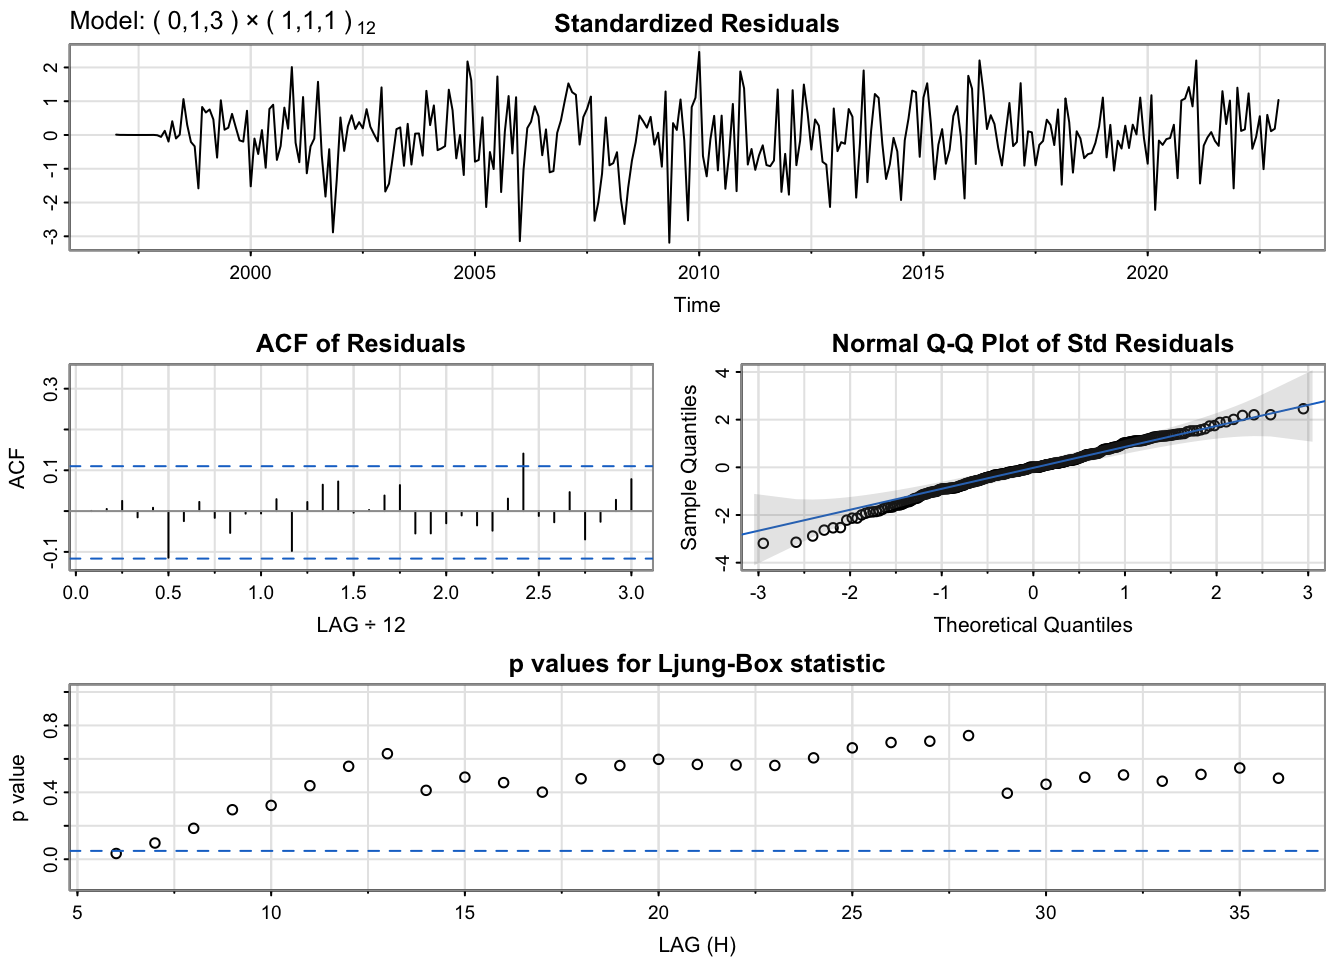 Model: ( 0,1,3 ) × ( 1,1,1 ) 12
Standardized Residuals
2
1
0
-1
-2
-3
2000 2005 2010 2015 2020
Time
ACF of Residuals
ACF
0.3
0.1
-0.1
0.0 0.5 1.0 1.5 2.0 2.5 3.0
LAG ÷ 12
Normal Q-Q Plot of Std Residuals
Sample Quantiles
4
2
0
-2
-4
-3 -2 -1 0 1 2 3
Theoretical Quantiles
p values for Ljung-Box statistic
p value
0.8
0.4
0.0
5 10 15 20 25 30 35
LAG (H)